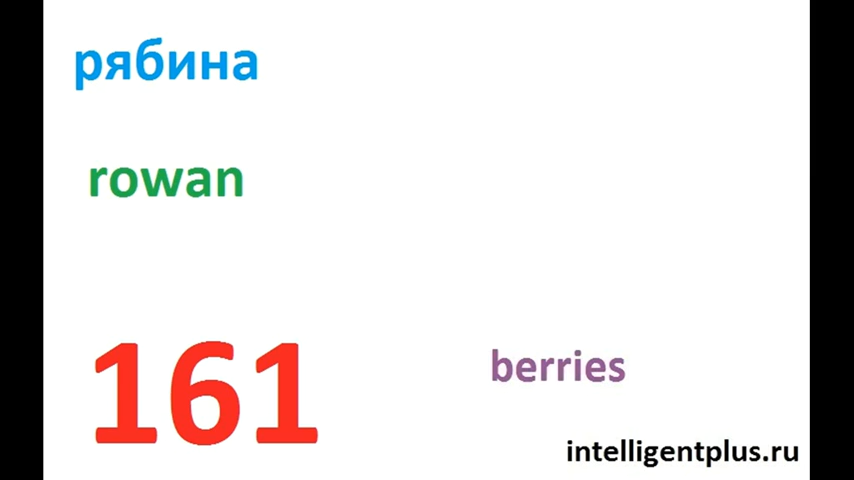 рябина
rowan
161
berries
intelligentplus.ru